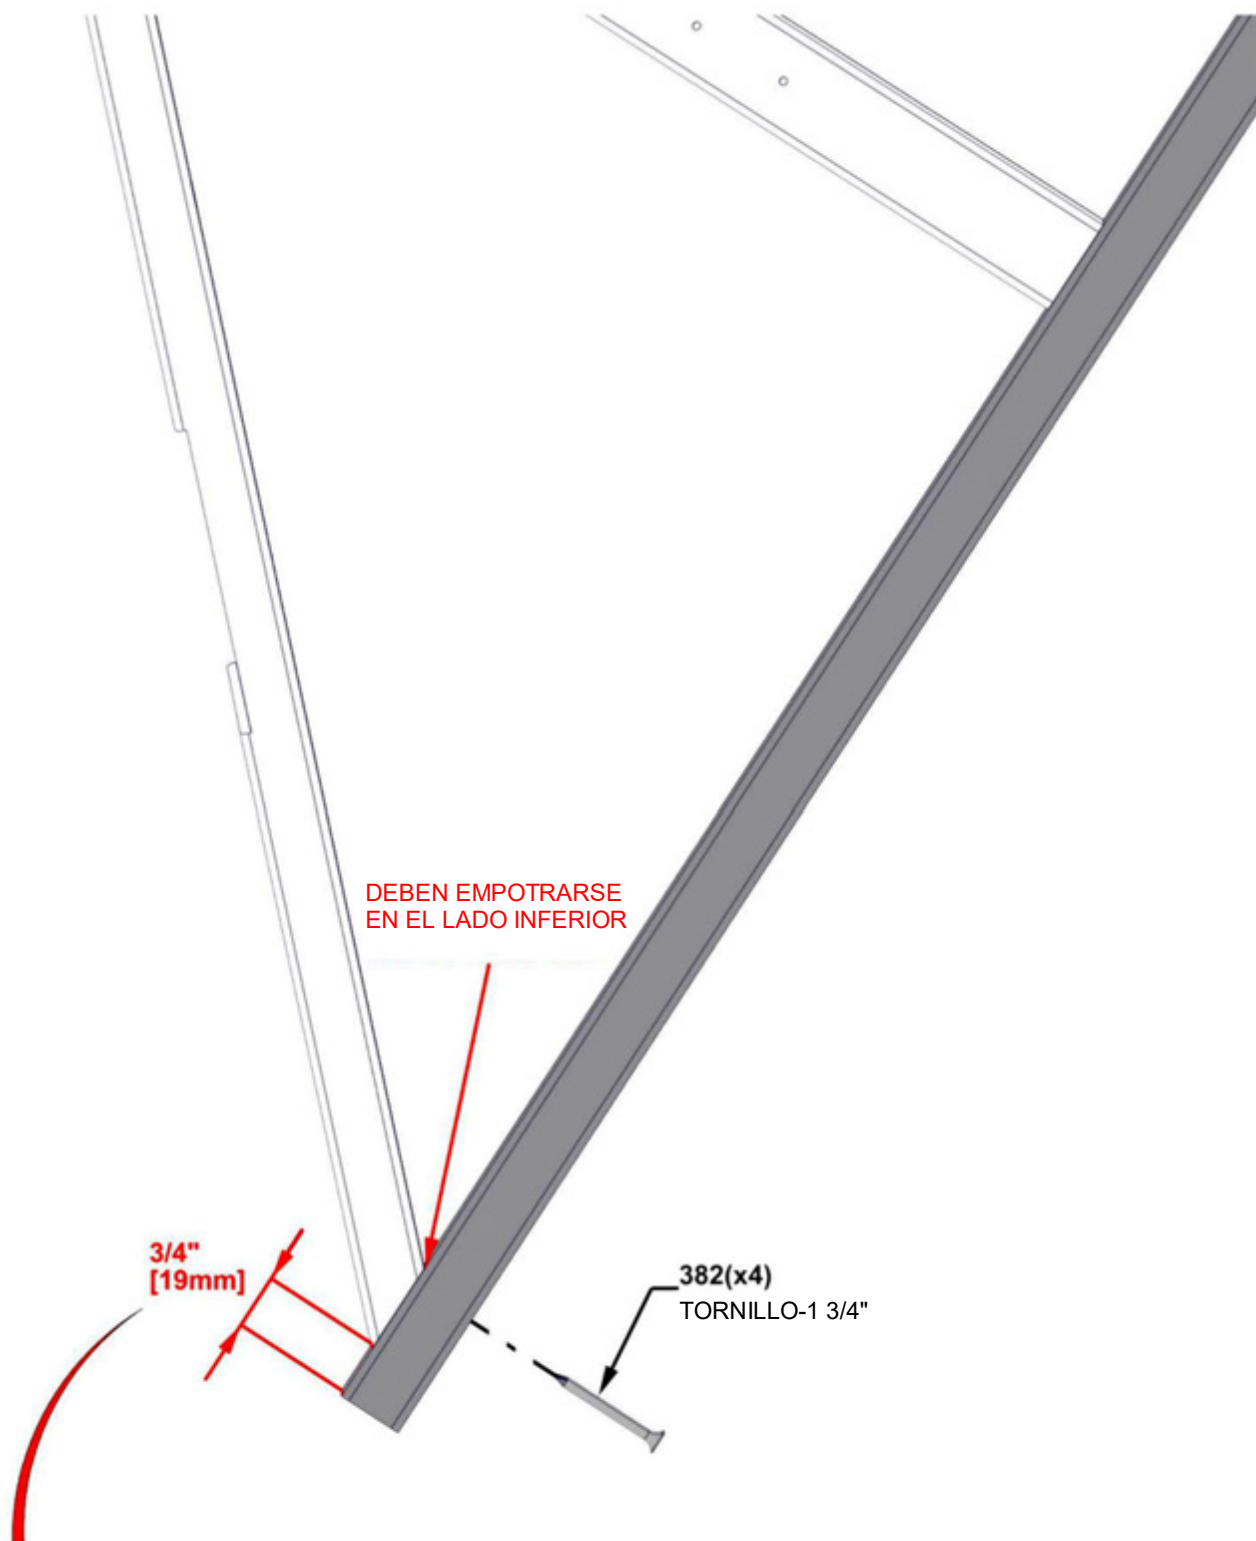 DEBEN EMPOTRARSE
EN EL LADO INFERIOR
3/4"
[19mm]
382(x4)
TORNILLO-1 3/4"